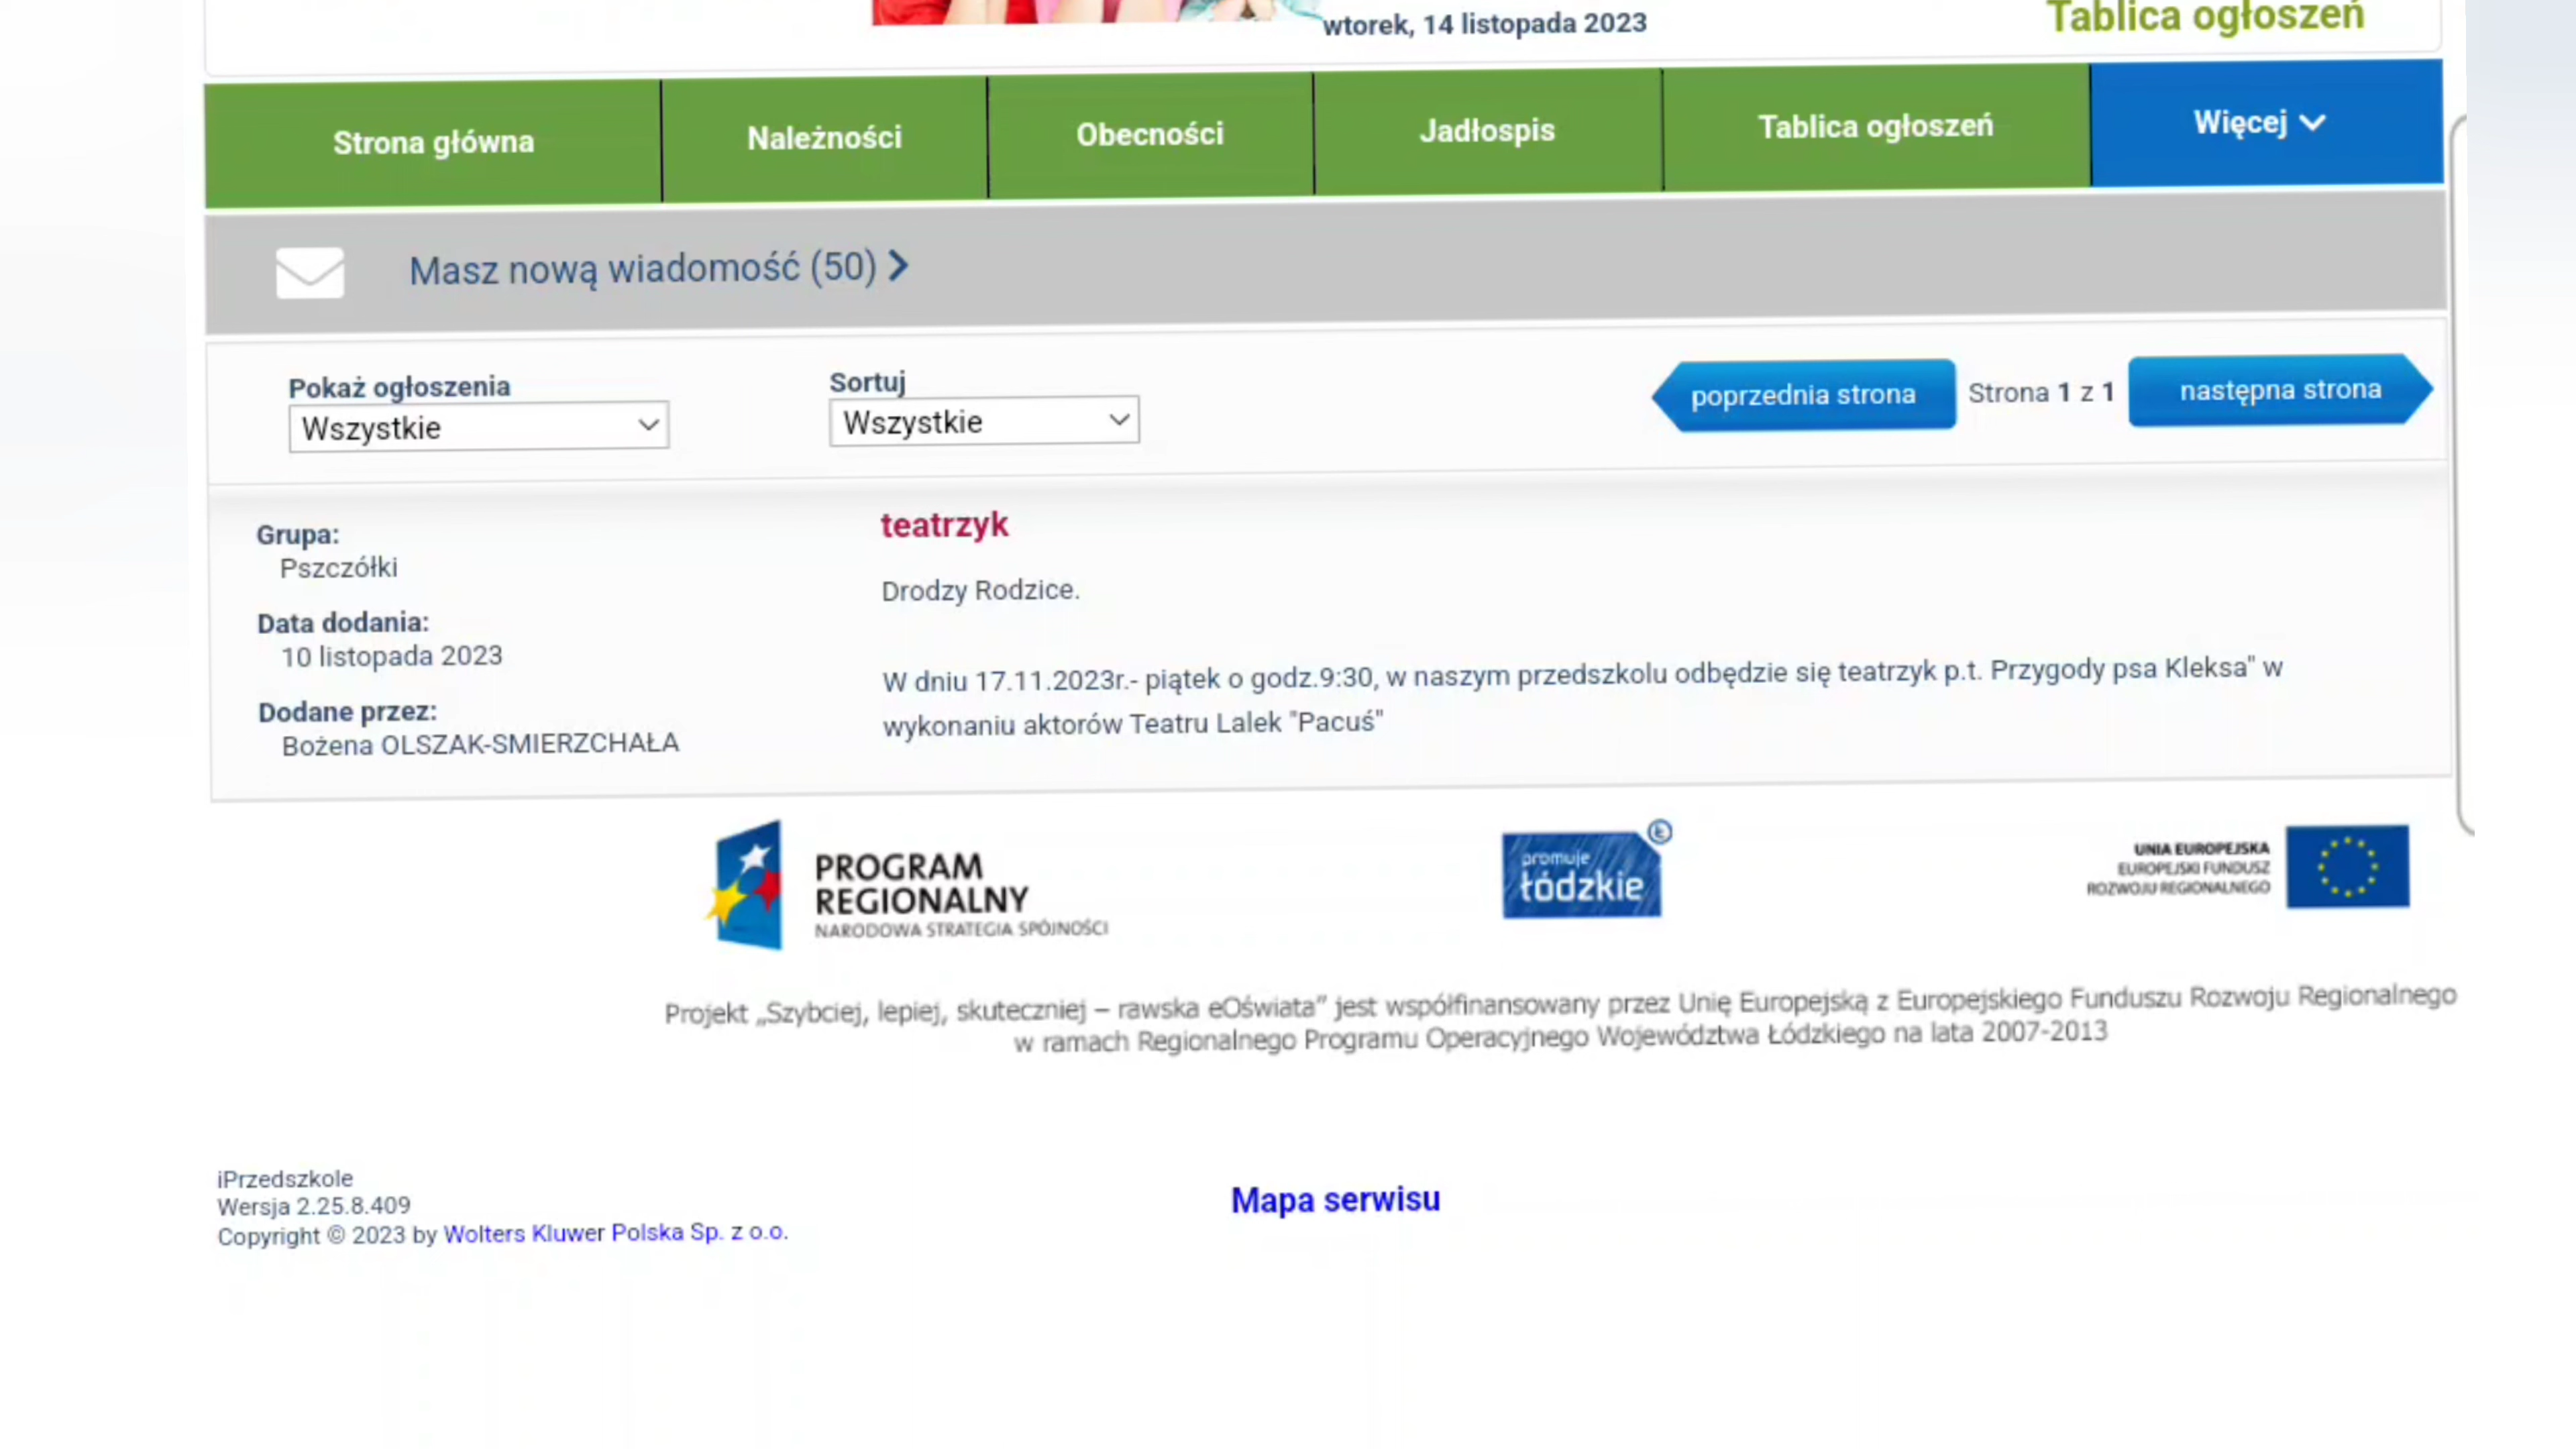 wtorek, 14 listopada 2023
Tablica ogłoszeń
Strona główna
Należności
Obecności
Jadłospis
Tablica ogłoszeń
Więcej
Masz nową wiadomość (50)
Pokaż ogłoszenia
Wszystkie
Sortuj
Wszystkie
poprzednia strona
Strona 1 z 1
następna strona
Grupa:
Pszczółki
Data dodania:
10 listopada 2023
Dodane przez:
Bożena OLSZAK-SMIERZCHAŁA
teatrzyk
Drodzy Rodzice.
W dniu 17.11.2023r.- piątek o godz.9:30, w naszym przedszkolu odbędzie się teatrzyk p.t. Przygody psa Kleksa" w
wykonaniu aktorów Teatru Lalek "Pacuś"
PROGRAM
REGIONALNY
NARODOWA STRATEGIA SPÓJNOŚCI
promuje
łódzkie
UNIA EUROPEJSKA
EUROPEJSKI FUNDUSZ
ROZWOJU REGIONALNEGO
Projekt „Szybciej, lepiej, skuteczniej – rawska eOświata” jest współfinansowany przez Unię Europejską z Europejskiego Funduszu Rozwoju Regionalnego
w ramach Regionalnego Programu Operacyjnego Województwa Łódzkiego na lata 2007-2013
iPrzedszkole
Wersja 2.25.8.409
Copyright © 2023 by Wolters Kluwer Polska Sp. z o.o.
Mapa serwisu